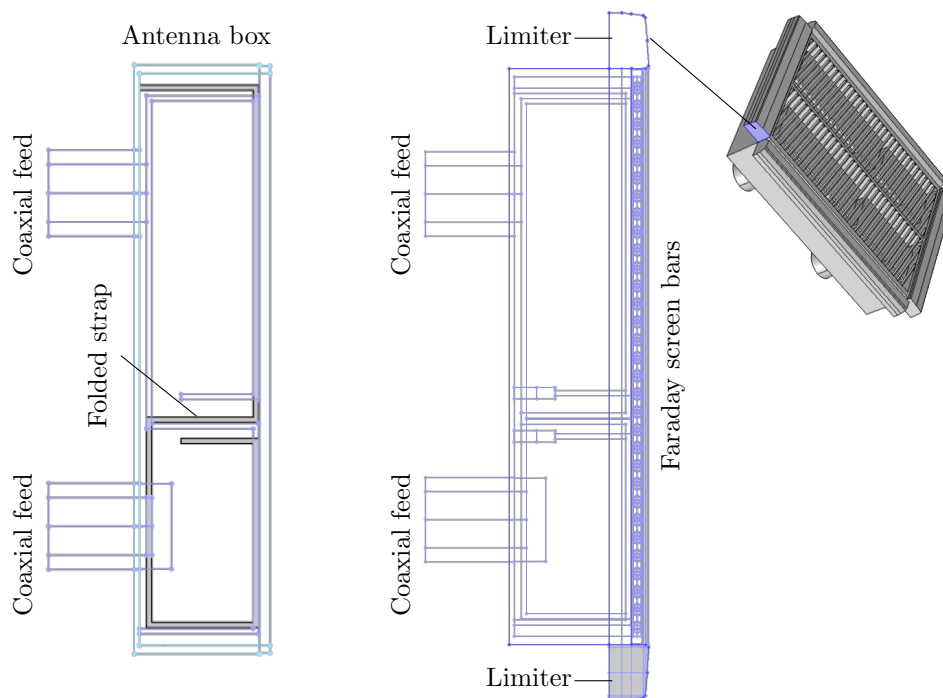 Antenna box
Limiter
Coaxial feed
Coaxial feed
Folded strap
Faraday screen bars
Coaxial feed
Coaxial feed
Limiter